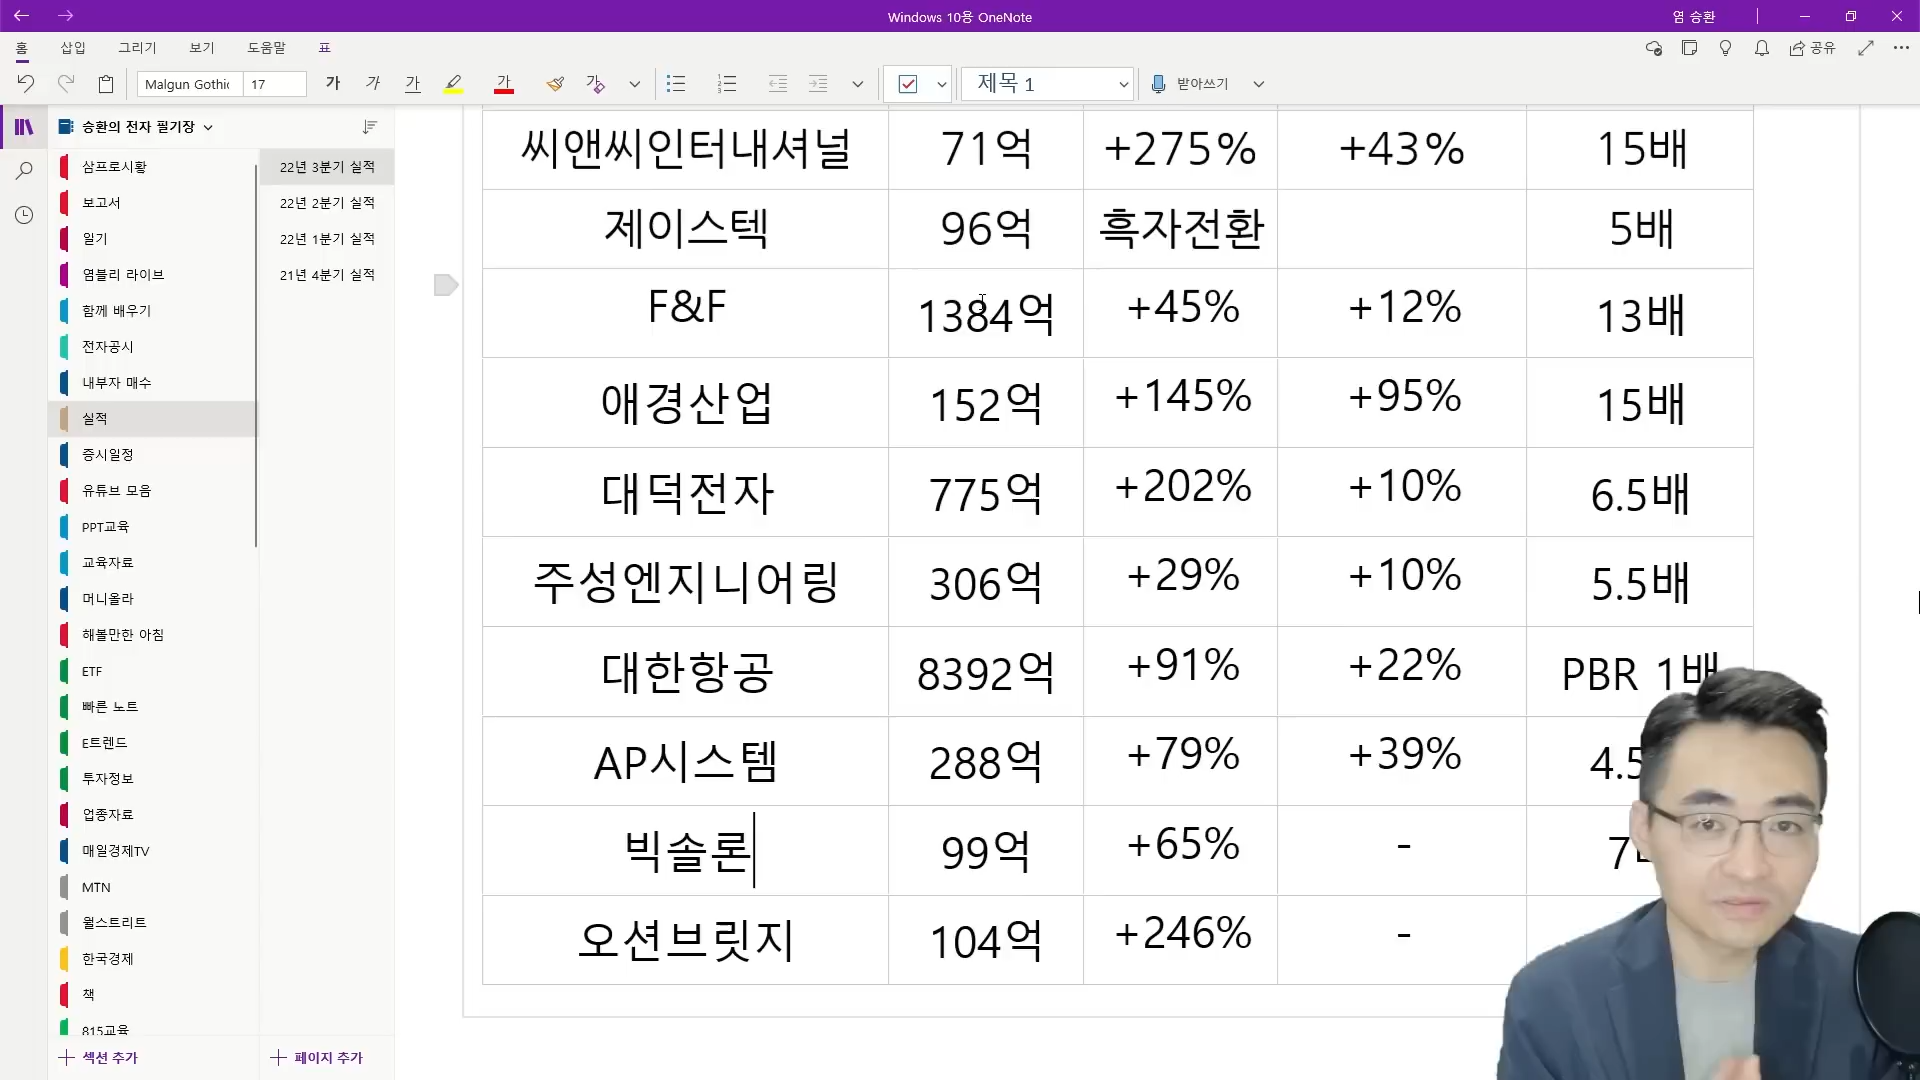 Windows 10용 OneNote
염 승환
홈 삽입 그리기 보기 도움말 표
공유
Malgun Gothic 17 가 가 가 가 가 제목 1 받아쓰기
승환의 전자 필기장
삼프로시황
보고서
일기
염블리 라이브
함께 배우기
전자공시
내부자 매수
실적
증시일정
유튜브 모음
PPT교육
교육자료
머니올라
해볼만한 아침
ETF
빠른 노트
E트렌드
투자정보
업종자료
매일경제TV
MTN
월스트리트
한국경제
책
815교육
섹션 추가
22년 3분기 실적
22년 2분기 실적
22년 1분기 실적
21년 4분기 실적
페이지 추가
씨앤씨인터내셔널 71억 +275% +43% 15배
제이스텍 96억 흑자전환 5배
F&F 1384억 +45% +12% 13배
애경산업 152억 +145% +95% 15배
대덕전자 775억 +202% +10% 6.5배
주성엔지니어링 306억 +29% +10% 5.5배
대한항공 8392억 +91% +22% PBR 1배
AP시스템 288억 +79% +39% 4.5
빅솔론 99억 +65% - 7
오션브릿지 104억 +246% -